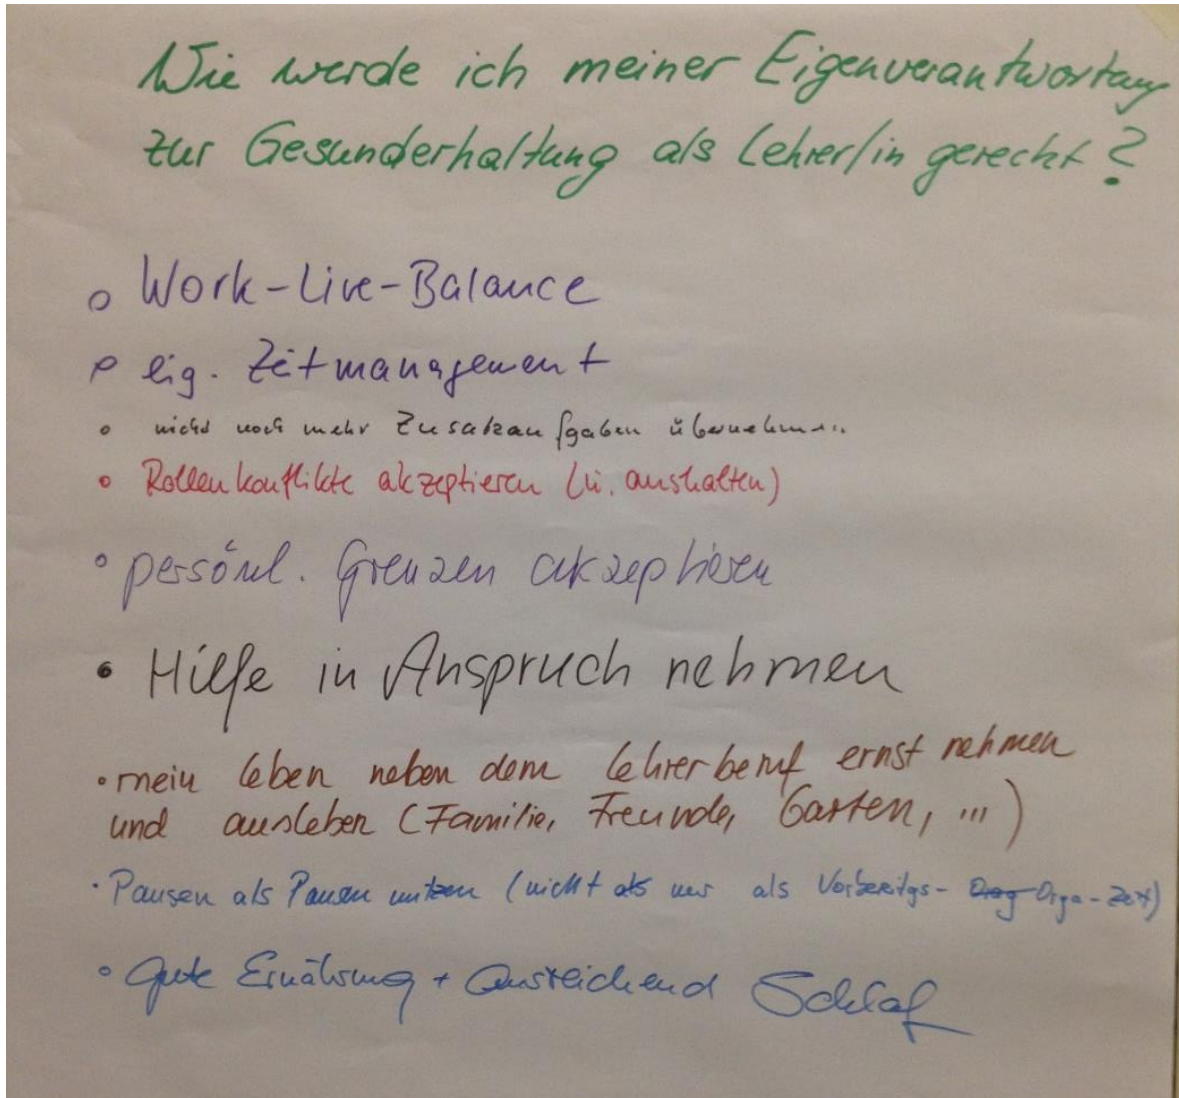 Wie werde ich meiner Eigenverantwortung
zur Gesunderhaltung als Lehrer/in gerecht?
o Work-Live-Balance
o eig. Zeitmanagement
o nicht noch mehr Zusatzaufgaben übernehmen
o Rollenkonflikte akzeptieren (u. aushalten)
o persönl. Grenzen akzeptieren
• Hilfe in Anspruch nehmen
• mein Leben neben dem Lehrerberuf ernst nehmen
und ausleben (Familie, Freunde, Garten, ...)
• Pausen als Pausen nutzen (nicht nur als Vorbereitgs- Orga-Zeit)
o gute Ernährung + ausreichend Schlaf